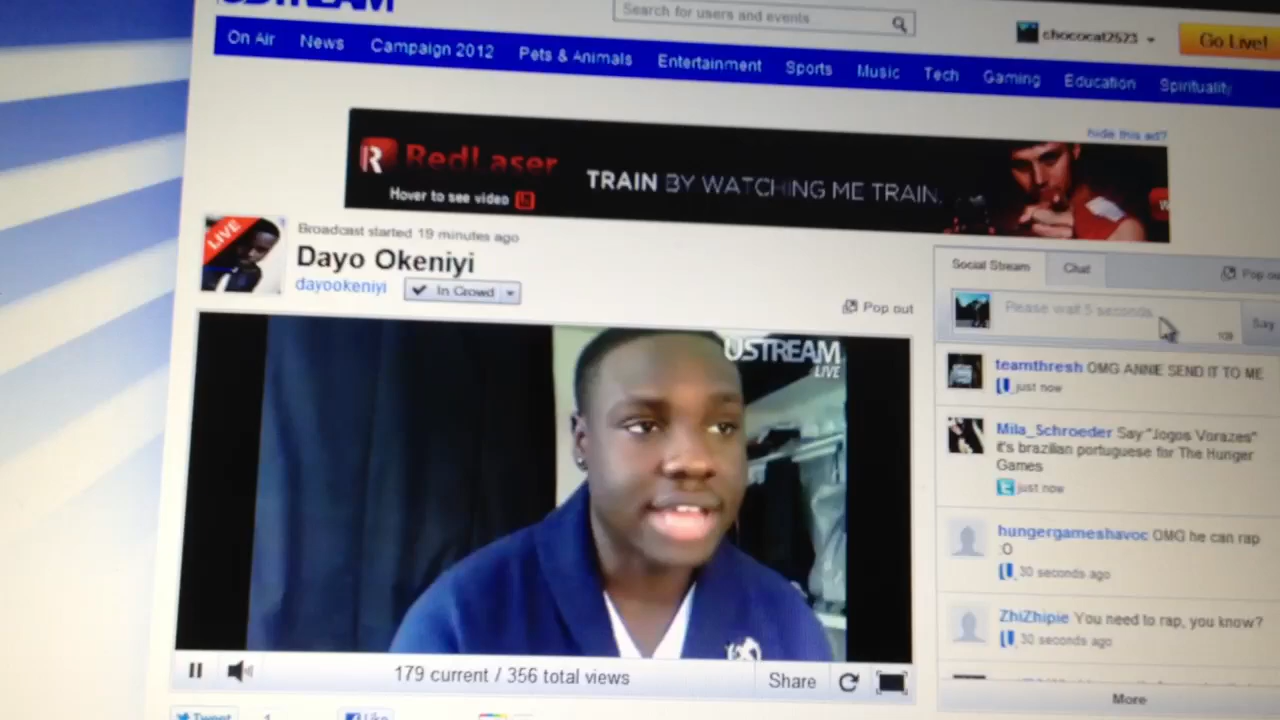 USTREAM
Search for users and events
chococat2523
Go Live!
On Air News Campaign 2012 Pets & Animals Entertainment Sports Music Tech Gaming Education Spirituality
hide this ad?
RedLaser
Hover to see video
TRAIN BY WATCHING ME TRAIN.
LIVE
Broadcast started 19 minutes ago
Dayo Okeniyi
dayookeniyi
In Crowd
Pop out
USTREAM
LIVE
179 current / 356 total views
Share
Tweet
1
Like
Social Stream
Chat
Pop ou
Please wait 5 seconds
Say
teamthresh OMG ANNIE SEND IT TO ME
just now
Mila_Schroeder Say "Jogos Vorazes"
it's brazilian portuguese for The Hunger
Games
just now
hungergameshavoc OMG he can rap
:O
30 seconds ago
ZhiZhipie You need to rap, you know?
30 seconds ago
More